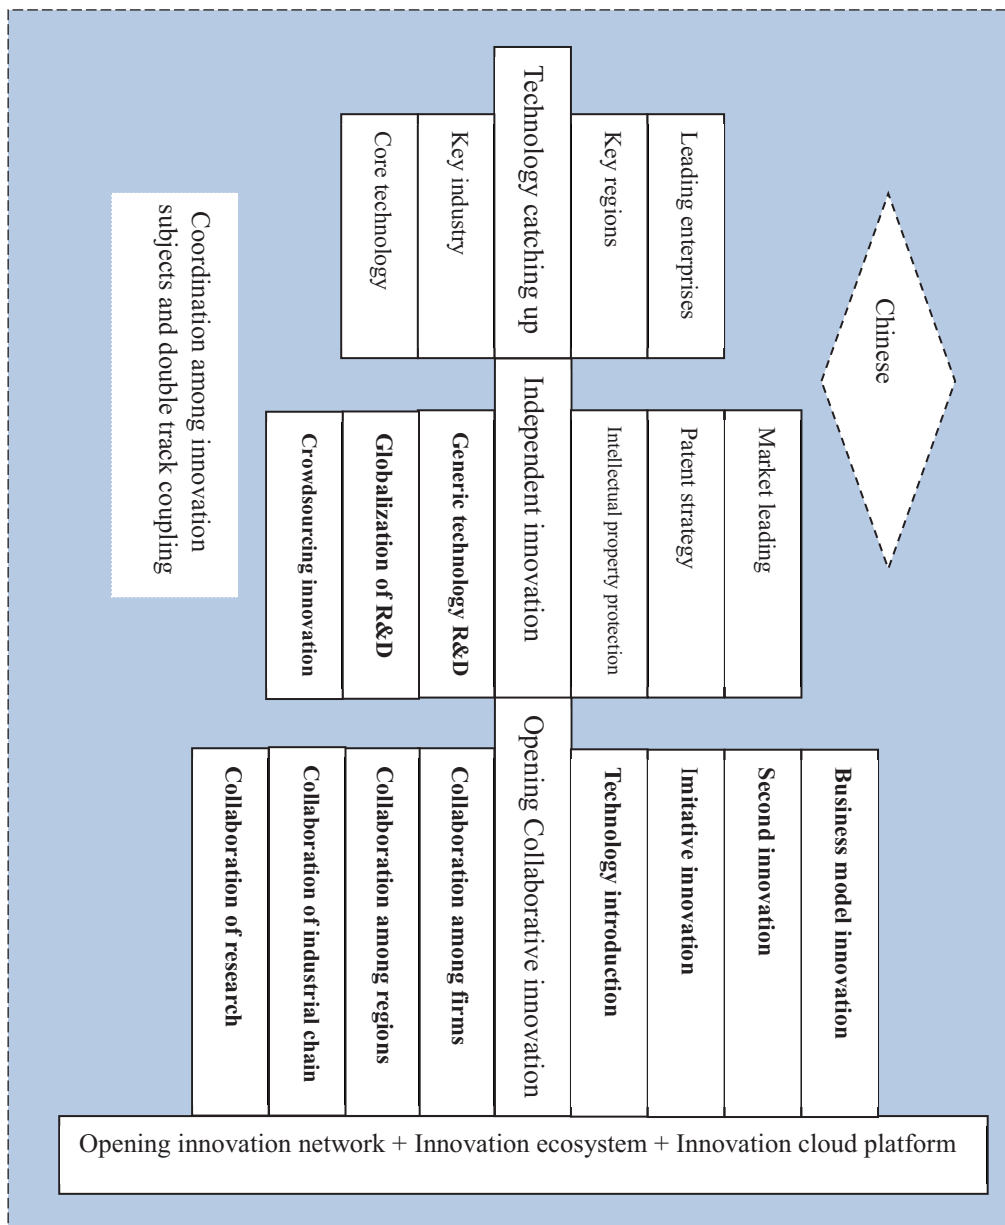 Technology catching up
Core technology
Key industry
Key regions
Leading enterprises
Coordination among innovation
subjects and double track coupling
Chinese
Independent innovation
Crowdsourcing innovation
Globalization of R&D
Generic technology R&D
Intellectual property protection
Patent strategy
Market leading
Opening Collaborative innovation
Collaboration of research
Collaboration of industrial chain
Collaboration among regions
Collaboration among firms
Technology introduction
Imitative innovation
Second innovation
Business model innovation
Opening innovation network + Innovation ecosystem + Innovation cloud platform